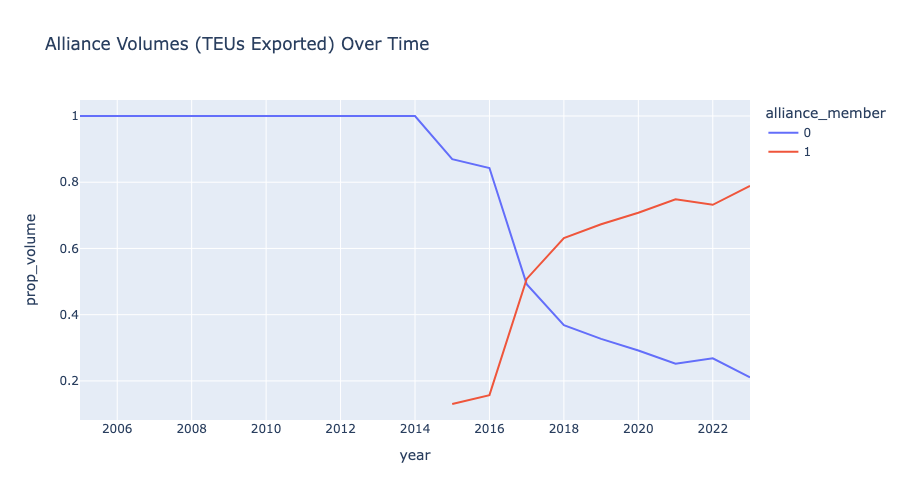 Alliance Volumes (TEUs Exported) Over Time
alliance_member
0
1
prop_volume
1
0.8
0.6
0.4
0.2
2006 2008 2010 2012 2014 2016 2018 2020 2022
year